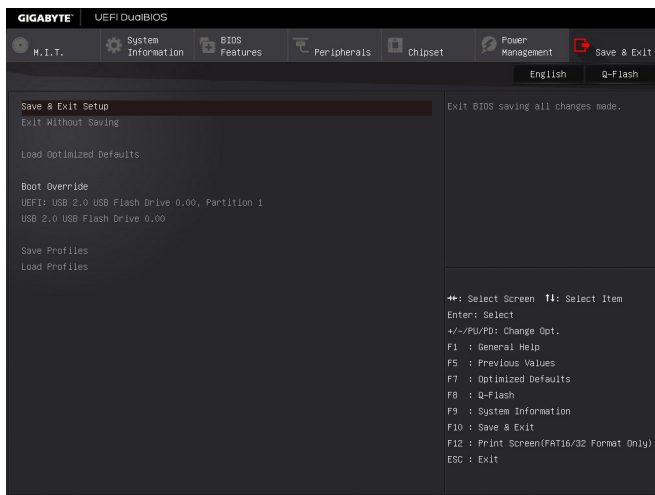 GIGABYTE™ UEFI DualBIOS
M.I.T.
System Information
BIOS Features
Peripherals
Chipset
Power Management
Save & Exit
English
Q-Flash
Save & Exit Setup
Exit Without Saving
Load Optimized Defaults
Boot Override
UEFI: USB 2.0 USB Flash Drive 0.00, Partition 1
USB 2.0 USB Flash Drive 0.00
Save Profiles
Load Profiles
Exit BIOS saving all changes made.
→←: Select Screen ↑↓: Select Item
Enter: Select
+/-/PU/PD: Change Opt.
F1 : General Help
F5 : Previous Values
F7 : Optimized Defaults
F8 : Q-Flash
F9 : System Information
F10 : Save & Exit
F12 : Print Screen(FAT16/32 Format Only)
ESC : Exit